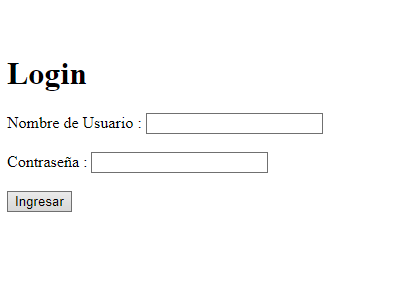 Login
Nombre de Usuario :
Contraseña :
Ingresar